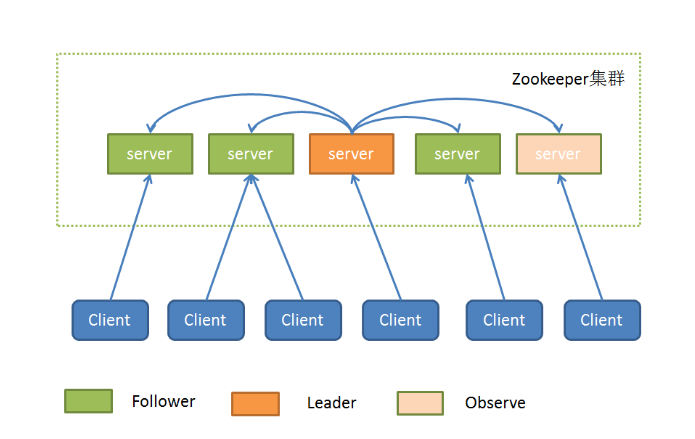 Zookeeper集群
server server server server server
Client Client Client Client Client Client
Follower Leader Observe